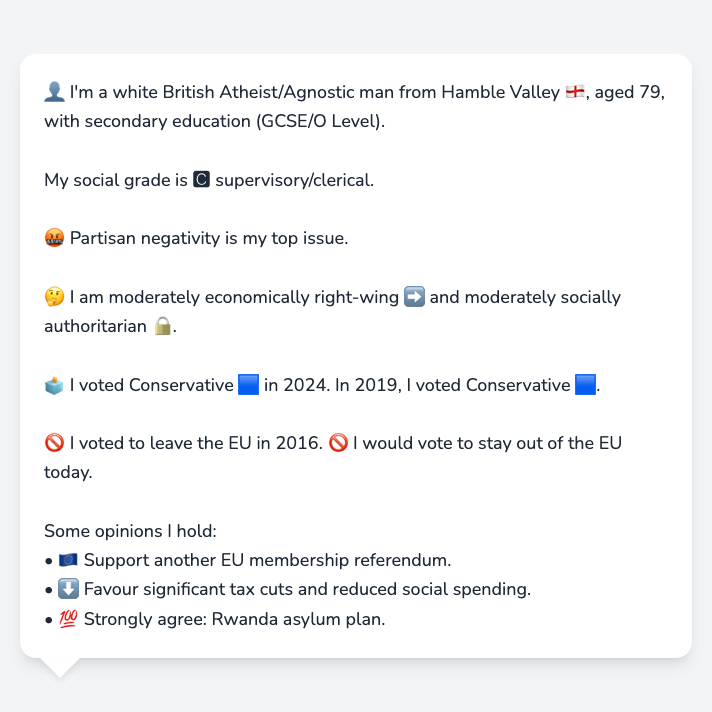 👤 I'm a white British Atheist/Agnostic man from Hamble Valley 🏴󠁧󠁢󠁥󠁮󠁧󠁿, aged 79,
with secondary education (GCSE/O Level).
My social grade is 🅲 supervisory/clerical.
🤬 Partisan negativity is my top issue.
🤔 I am moderately economically right-wing ➡️ and moderately socially
authoritarian 🔒.
🗳️ I voted Conservative 🟦 in 2024. In 2019, I voted Conservative 🟦.
🚫 I voted to leave the EU in 2016. 🚫 I would vote to stay out of the EU
today.
Some opinions I hold:
• 🇪🇺 Support another EU membership referendum.
• ⬇️ Favour significant tax cuts and reduced social spending.
• 💯 Strongly agree: Rwanda asylum plan.